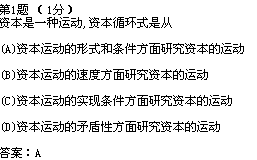 第1题 （1分）
资本是一种运动,资本循环式是从
(A)资本运动的形式和条件方面研究资本的运动
(B)资本运动的速度方面研究资本的运动
(C)资本运动的实现条件方面研究资本的运动
(D)资本运动的矛盾性方面研究资本的运动
答案：A